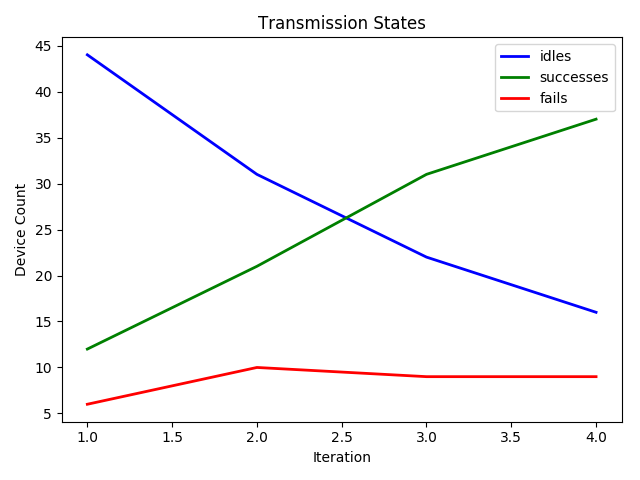 Transmission States
idles
successes
fails
Device Count
45
40
35
30
25
20
15
10
5
1.0 1.5 2.0 2.5 3.0 3.5 4.0
Iteration